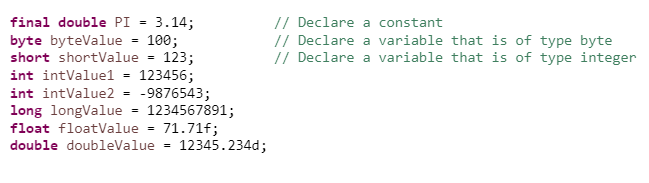 final double PI = 3.14;          // Declare a constant
byte byteValue = 100;            // Declare a variable that is of type byte
short shortValue = 123;          // Declare a variable that is of type integer
int intValue1 = 123456;
int intValue2 = -9876543;
long longValue = 1234567891;
float floatValue = 71.71f;
double doubleValue = 12345.234d;